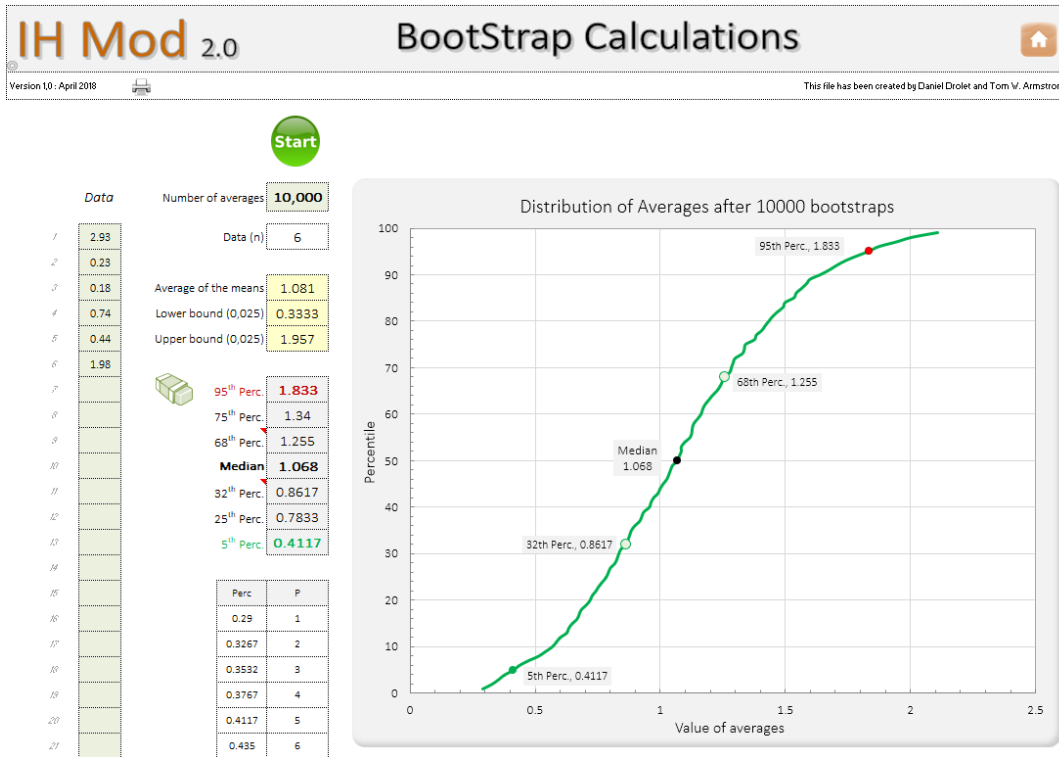 IH Mod 2.0
BootStrap Calculations
Version 1,0 : April 2018
This file has been created by Daniel Drolet and Tom W. Armstron
Start
Data
Number of averages 10,000
1 2.93
Data (n) 6
2 0.23
3 0.18
Average of the means 1.081
4 0.74
Lower bound (0,025) 0.3333
5 0.44
Upper bound (0,025) 1.957
6 1.98
7
95th Perc. 1.833
8
75th Perc. 1.34
9
68th Perc. 1.255
10
Median 1.068
11
32th Perc. 0.8617
12
25th Perc. 0.7833
13
5th Perc. 0.4117
14
15
Perc P
16
0.29 1
17
0.3267 2
18
0.3532 3
19
0.3767 4
20
0.4117 5
21
0.435 6
Distribution of Averages after 10000 bootstraps
Percentile
100
90
80
70
60
50
40
30
20
10
0
95th Perc., 1.833
68th Perc., 1.255
Median
1.068
32th Perc., 0.8617
5th Perc., 0.4117
0 0.5 1 1.5 2 2.5
Value of averages